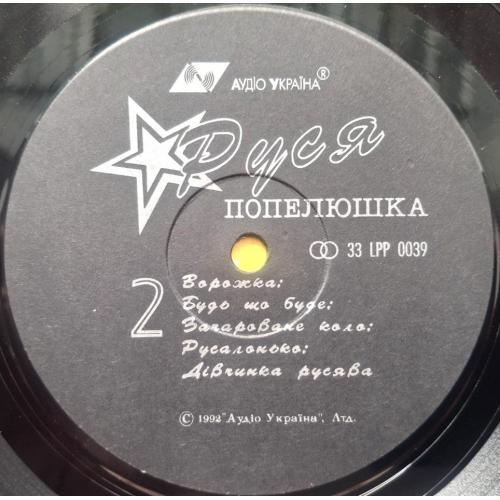 Аудіо Україна®
Руся
ПОПЕЛЮШКА
33 LPP 0039
2
Ворожка;
Будь що буде;
Зачароване коло;
Русалонько;
Дівчинка русява
© 1992 "Аудіо Україна", Лтд.